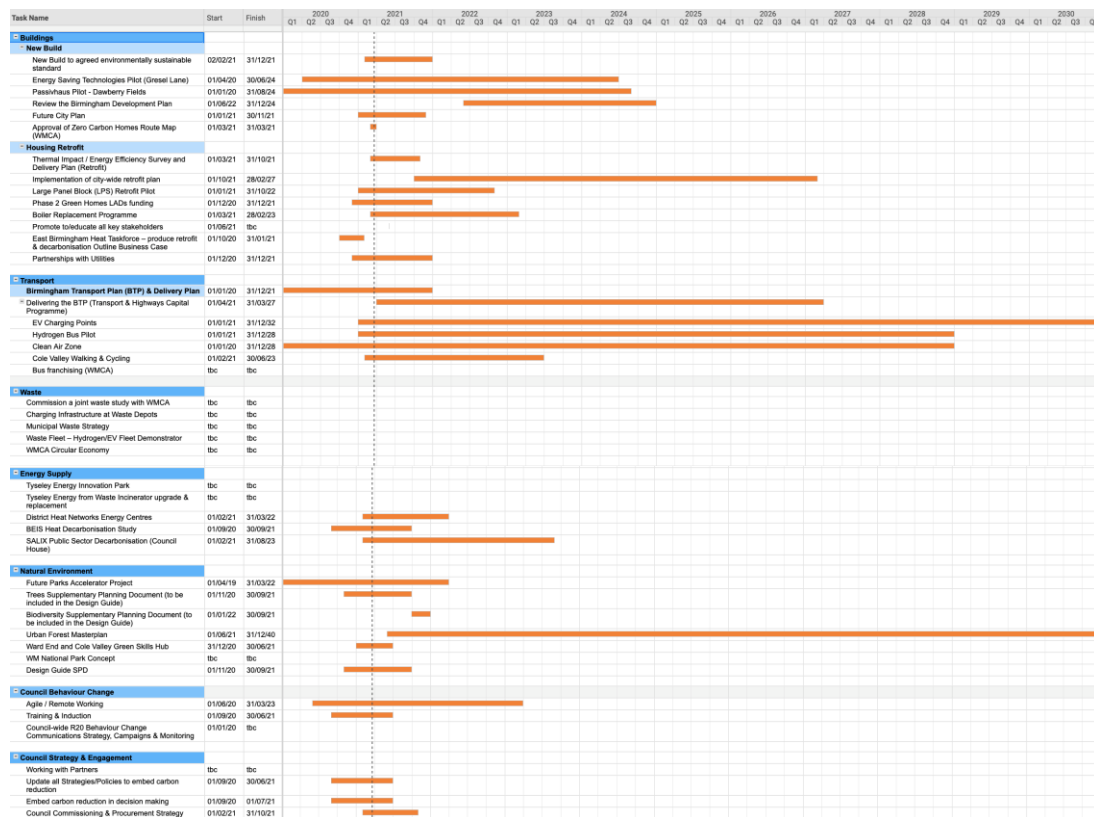 2020 2021 2022 2023 2024 2025 2026 2027 2028 2029 2030
Task Name Start Finish Q1 Q2 Q3 Q4 Q1 Q2 Q3 Q4 Q1 Q2 Q3 Q4 Q1 Q2 Q3 Q4 Q1 Q2 Q3 Q4 Q1 Q2 Q3 Q4 Q1 Q2 Q3 Q4 Q1 Q2 Q3 Q4 Q1 Q2 Q3 Q4 Q1 Q2 Q3 Q4 Q1 Q2 Q3
Buildings
New Build
New Build to agreed environmentally sustainable 02/02/21 31/12/21
standard
Energy Saving Technologies Pilot (Gresel Lane) 01/04/20 30/06/24
Passivhaus Pilot - Dawberry Fields 01/01/20 31/08/24
Review the Birmingham Development Plan 01/06/22 31/12/24
Future City Plan 01/01/21 30/11/21
Approval of Zero Carbon Homes Route Map 01/03/21 31/03/21
(WMCA)
Housing Retrofit
Thermal Impact / Energy Efficiency Survey and 01/03/21 31/10/21
Delivery Plan (Retrofit)
Implementation of city-wide retrofit plan 01/10/21 28/02/27
Large Panel Block (LPS) Retrofit Pilot 01/01/21 31/10/22
Phase 2 Green Homes LADs funding 01/12/20 31/12/21
Boiler Replacement Programme 01/03/21 28/02/23
Promote to/educate all key stakeholders 01/06/21 tbc
East Birmingham Heat Taskforce – produce retrofit 01/10/20 31/01/21
& decarbonisation Outline Business Case
Partnerships with Utilities 01/12/20 31/12/21
Transport
Birmingham Transport Plan (BTP) & Delivery Plan 01/01/20 31/12/21
Delivering the BTP (Transport & Highways Capital 01/04/21 31/03/27
Programme)
EV Charging Points 01/01/21 31/12/32
Hydrogen Bus Pilot 01/01/21 31/12/28
Clean Air Zone 01/01/20 31/12/28
Cole Valley Walking & Cycling 01/02/21 30/06/23
Bus franchising (WMCA) tbc tbc
Waste
Commission a joint waste study with WMCA tbc tbc
Charging Infrastructure at Waste Depots tbc tbc
Municipal Waste Strategy tbc tbc
Waste Fleet – Hydrogen/EV Fleet Demonstrator tbc tbc
WMCA Circular Economy tbc tbc
Energy Supply
Tyseley Energy Innovation Park tbc tbc
Tyseley Energy from Waste Incinerator upgrade & tbc tbc
replacement
District Heat Networks Energy Centres 01/02/21 31/03/22
BEIS Heat Decarbonisation Study 01/09/20 30/09/21
SALIX Public Sector Decarbonisation (Council 01/02/21 31/08/23
House)
Natural Environment
Future Parks Accelerator Project 01/04/19 31/03/22
Trees Supplementary Planning Document (to be 01/11/20 30/09/21
included in the Design Guide)
Biodiversity Supplementary Planning Document (to 01/01/22 30/09/21
be included in the Design Guide)
Urban Forest Masterplan 01/06/21 31/12/40
Ward End and Cole Valley Green Skills Hub 31/12/20 30/06/21
WM National Park Concept tbc tbc
Design Guide SPD 01/11/20 30/09/21
Council Behaviour Change
Agile / Remote Working 01/06/20 31/03/23
Training & Induction 01/09/20 30/06/21
Council-wide R20 Behaviour Change 01/01/20 tbc
Communications Strategy, Campaigns & Monitoring
Council Strategy & Engagement
Working with Partners tbc tbc
Update all Strategies/Policies to embed carbon 01/09/20 30/06/21
reduction
Embed carbon reduction in decision making 01/09/20 01/07/21
Council Commissioning & Procurement Strategy 01/02/21 31/10/21